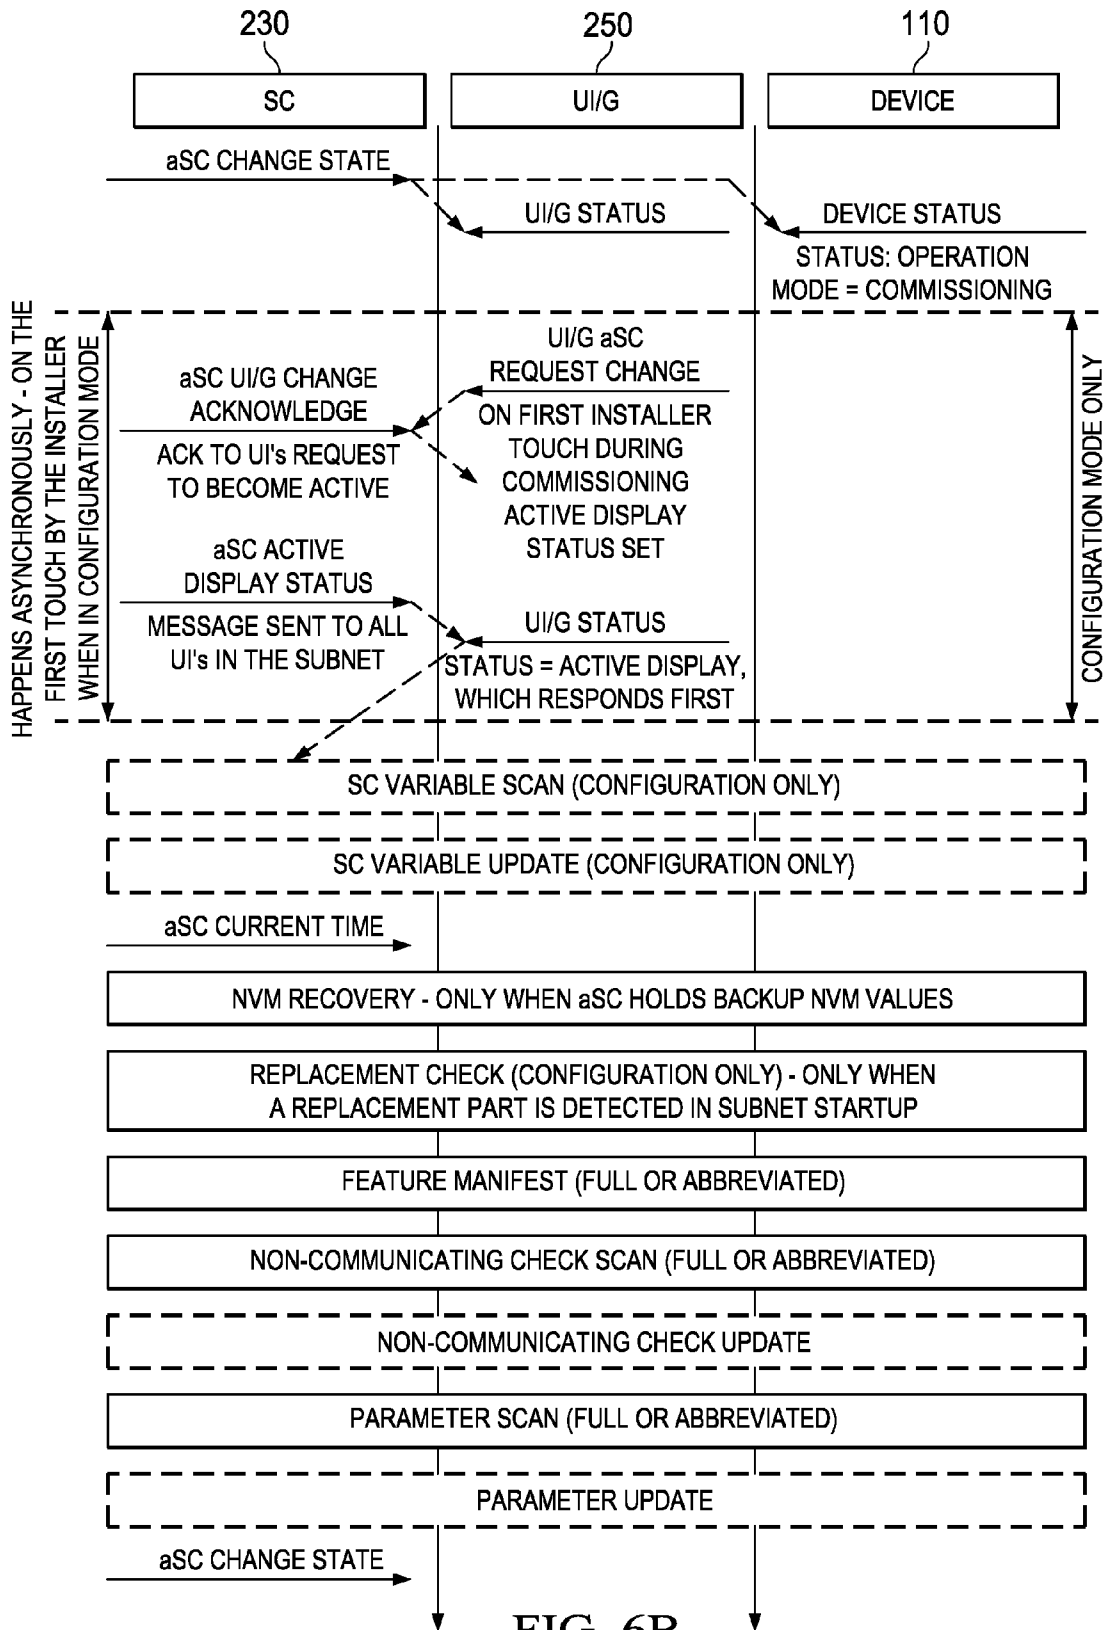 230
250
110
SC
UI/G
DEVICE
aSC CHANGE STATE
UI/G STATUS
DEVICE STATUS
STATUS: OPERATION
MODE = COMMISSIONING
HAPPENS ASYNCHRONOUSLY - ON THE
FIRST TOUCH BY THE INSTALLER
WHEN IN CONFIGURATION MODE
UI/G aSC
REQUEST CHANGE
ON FIRST INSTALLER
TOUCH DURING
COMMISSIONING
ACTIVE DISPLAY
STATUS SET
aSC UI/G CHANGE
ACKNOWLEDGE
ACK TO UI's REQUEST
TO BECOME ACTIVE
aSC ACTIVE
DISPLAY STATUS
MESSAGE SENT TO ALL
UI's IN THE SUBNET
UI/G STATUS
STATUS = ACTIVE DISPLAY,
WHICH RESPONDS FIRST
CONFIGURATION MODE ONLY
SC VARIABLE SCAN (CONFIGURATION ONLY)
SC VARIABLE UPDATE (CONFIGURATION ONLY)
aSC CURRENT TIME
NVM RECOVERY - ONLY WHEN aSC HOLDS BACKUP NVM VALUES
REPLACEMENT CHECK (CONFIGURATION ONLY) - ONLY WHEN
A REPLACEMENT PART IS DETECTED IN SUBNET STARTUP
FEATURE MANIFEST (FULL OR ABBREVIATED)
NON-COMMUNICATING CHECK SCAN (FULL OR ABBREVIATED)
NON-COMMUNICATING CHECK UPDATE
PARAMETER SCAN (FULL OR ABBREVIATED)
PARAMETER UPDATE
aSC CHANGE STATE
FIG. 6B